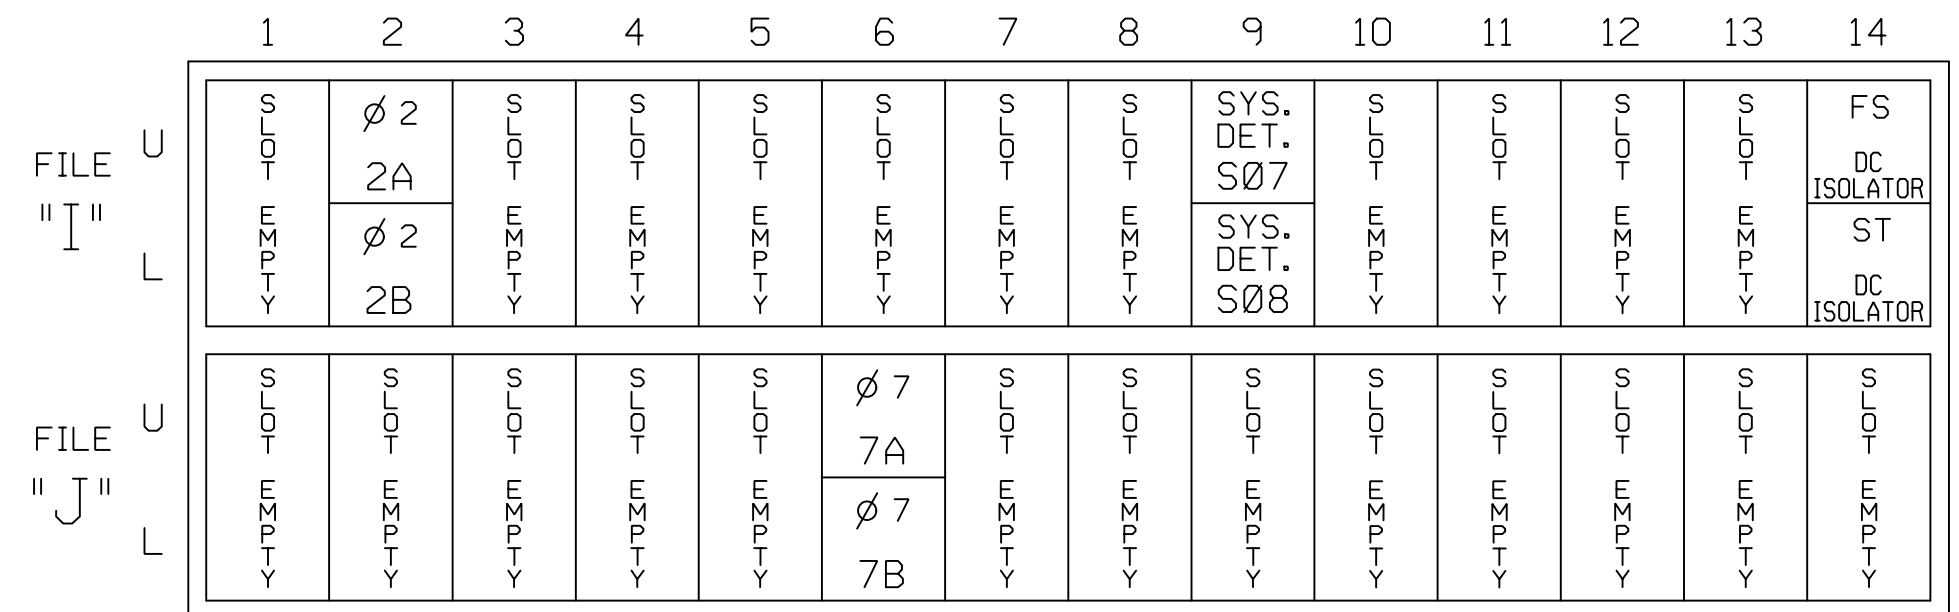 1 2 3 4 5 6 7 8 9 10 11 12 13 14
FILE "I"
U
L
SLOT EMPTY
ø 2
2A
ø 2
2B
SLOT EMPTY
SLOT EMPTY
SLOT EMPTY
SLOT EMPTY
SLOT EMPTY
SLOT EMPTY
SYS.
DET.
SØ7
SYS.
DET.
SØ8
SLOT EMPTY
SLOT EMPTY
SLOT EMPTY
SLOT EMPTY
FS
DC
ISOLATOR
ST
DC
ISOLATOR
FILE "J"
U
L
SLOT EMPTY
SLOT EMPTY
SLOT EMPTY
SLOT EMPTY
SLOT EMPTY
ø 7
7A
ø 7
7B
SLOT EMPTY
SLOT EMPTY
SLOT EMPTY
SLOT EMPTY
SLOT EMPTY
SLOT EMPTY
SLOT EMPTY
SLOT EMPTY